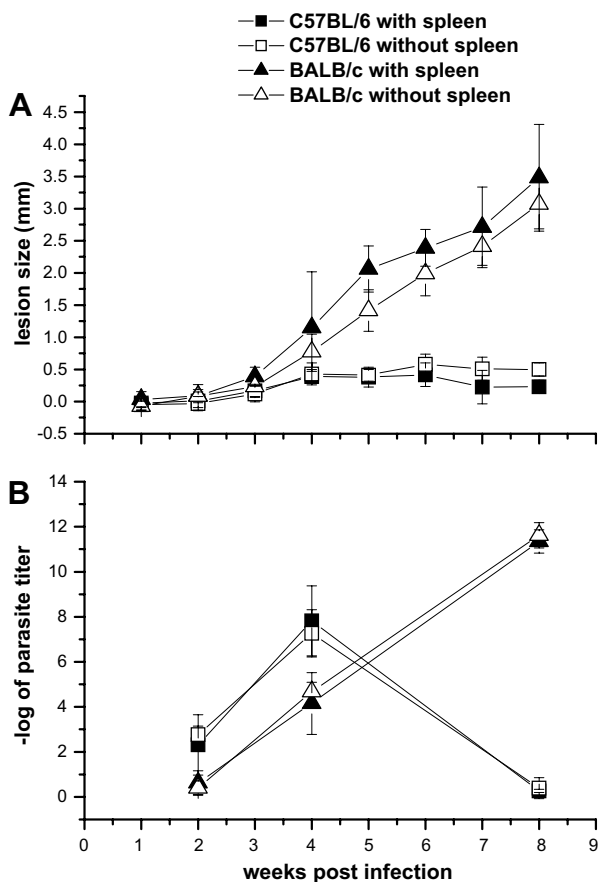 C57BL/6 with spleen
C57BL/6 without spleen
BALB/c with spleen
BALB/c without spleen
A
4.5
4.0
3.5
3.0
2.5
2.0
1.5
1.0
0.5
0.0
-0.5
lesion size (mm)
B
14
12
10
8
6
4
2
0
-log of parasite titer
0 1 2 3 4 5 6 7 8 9
weeks post infection